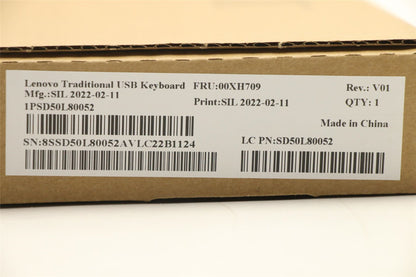 Lenovo Traditional USB Keyboard FRU:00XH709 Rev.: V01
Mfg.:SIL 2022-02-11 Print:SIL 2022-02-11 QTY: 1
1PSD50L80052
Made in China
SN:8SSD50L80052AVLC22B1124 LC PN:SD50L80052